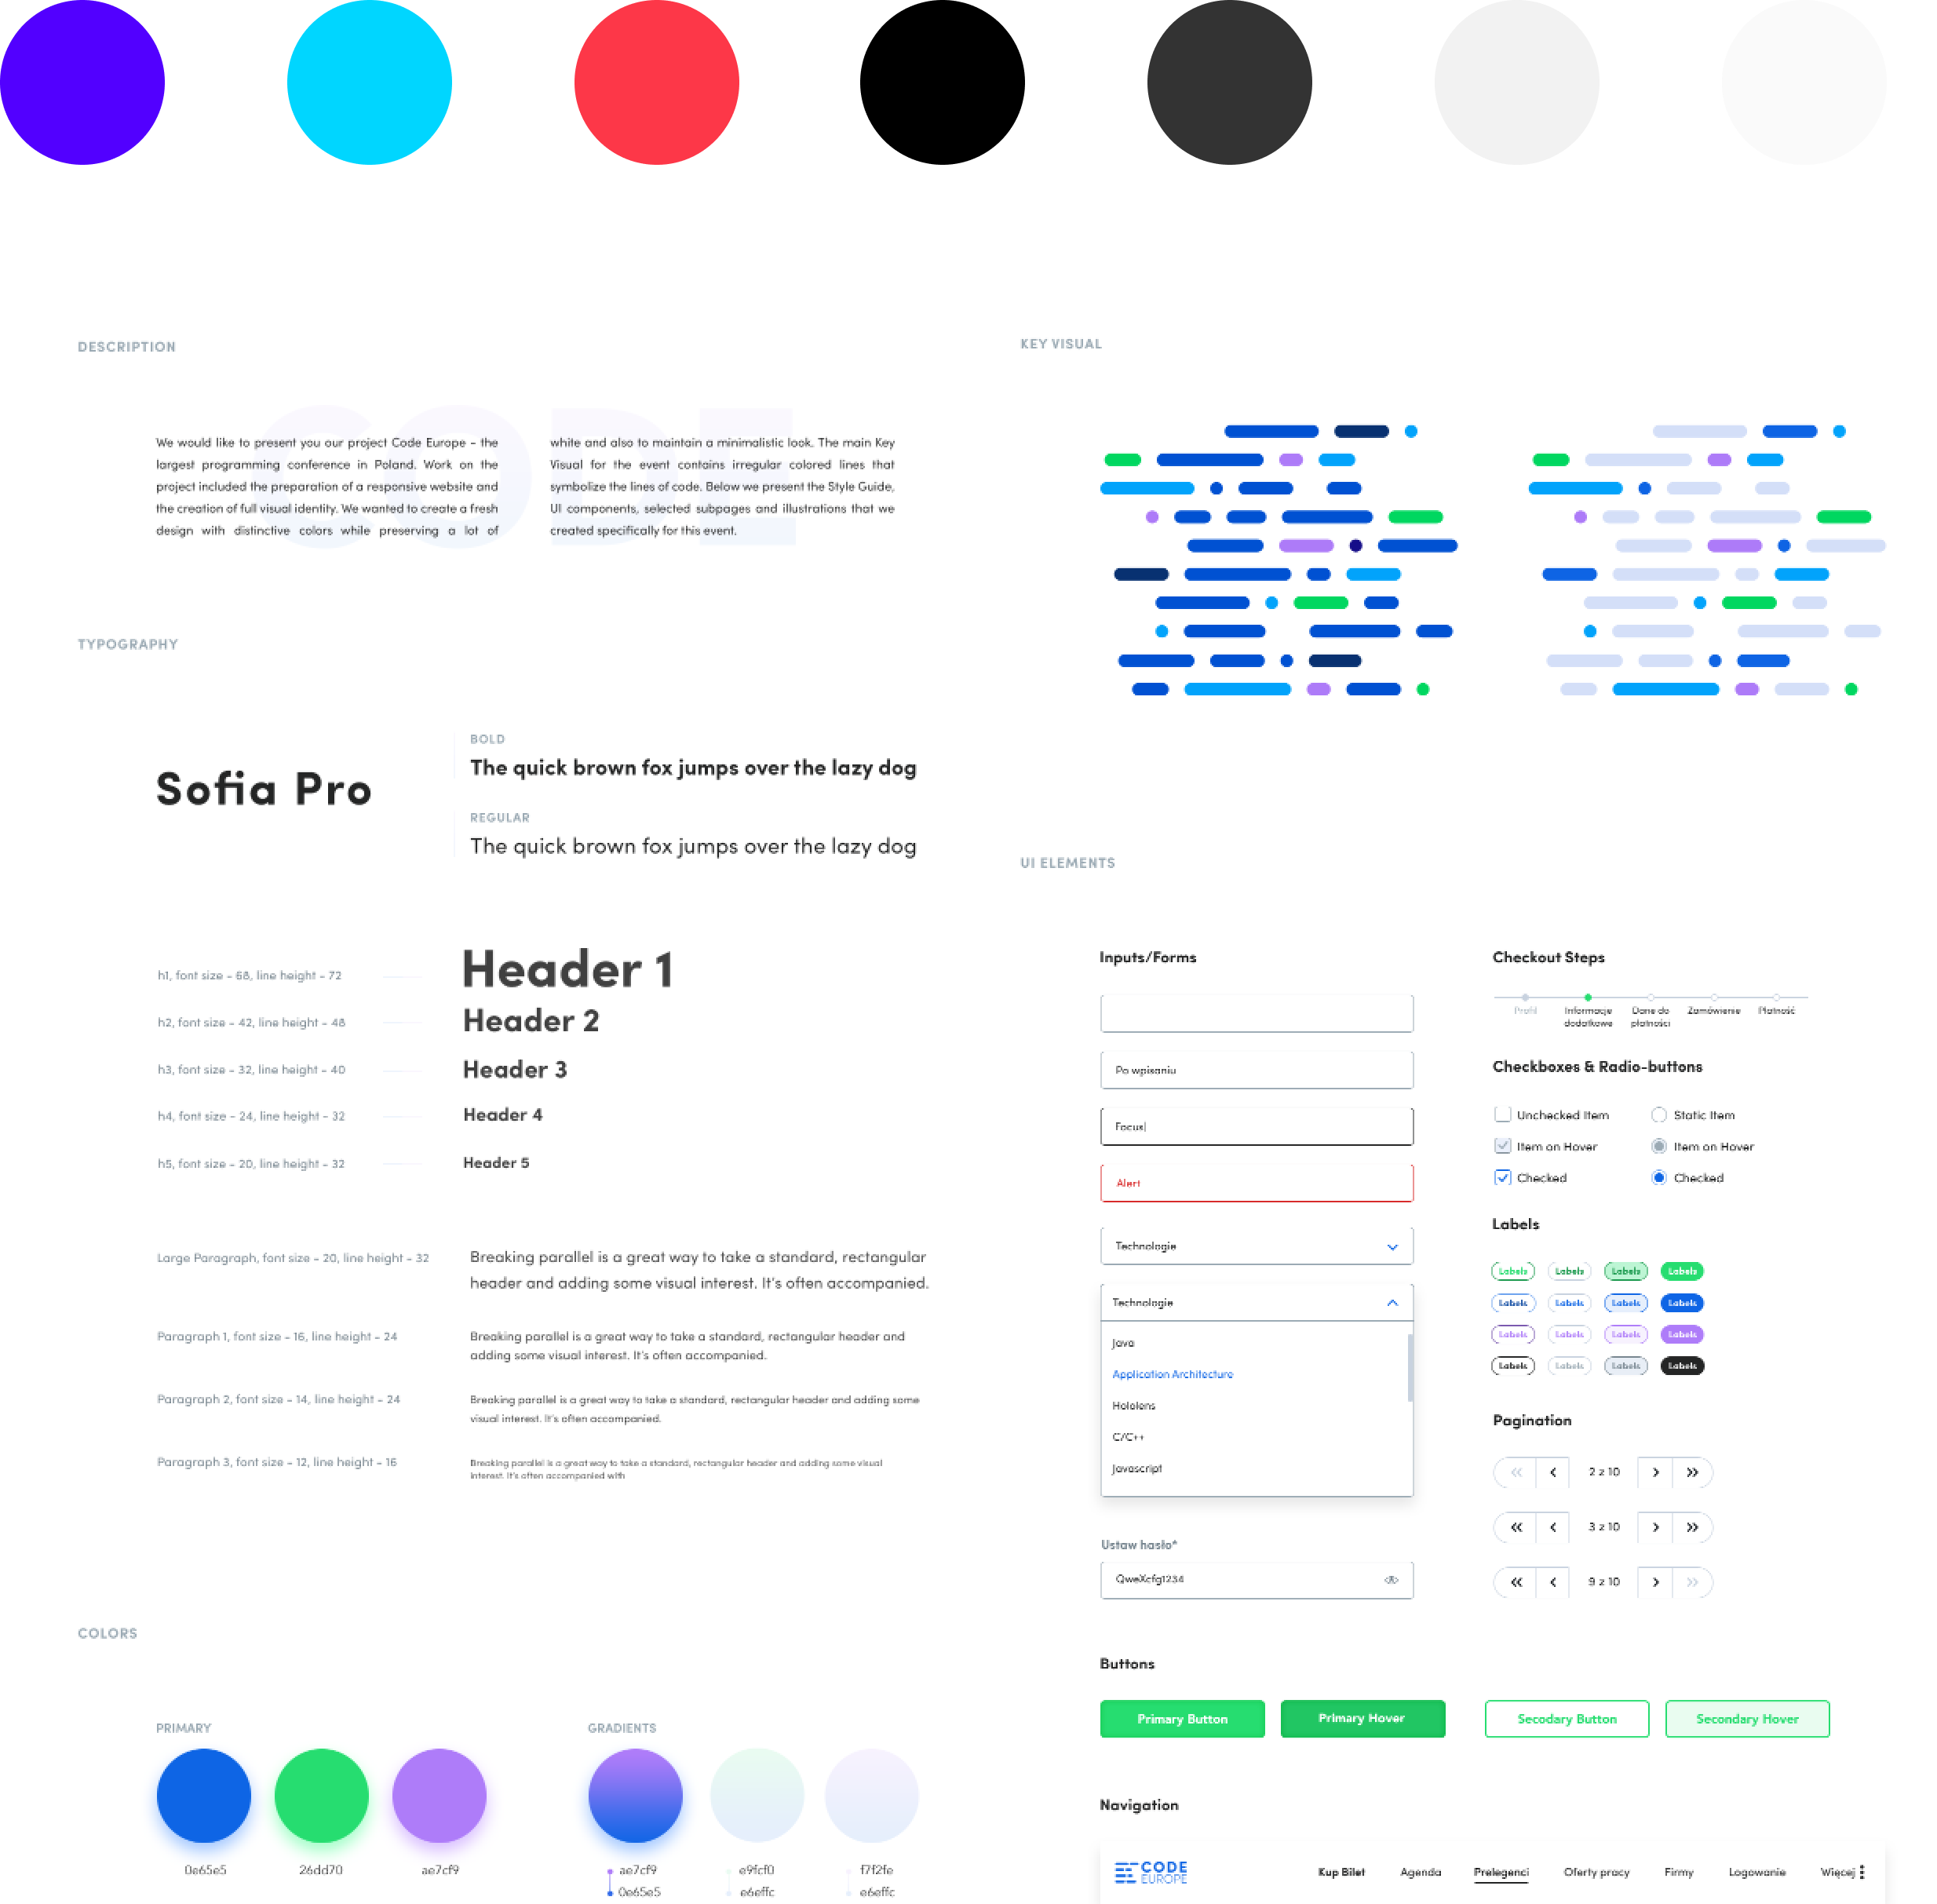 DESCRIPTION
CODE
We would like to present you our project Code Europe - the
largest programming conference in Poland. Work on the
project included the preparation of a responsive website and
the creation of full visual identity. We wanted to create a fresh
design with distinctive colors while preserving a lot of
white and also to maintain a minimalistic look. The main Key
Visual for the event contains irregular colored lines that
symbolize the lines of code. Below we present the Style Guide,
UI components, selected subpages and illustrations that we
created specifically for this event.
TYPOGRAPHY
Sofia Pro
BOLD
The quick brown fox jumps over the lazy dog
REGULAR
The quick brown fox jumps over the lazy dog
h1, font size - 68, line height - 72
Header 1
h2, font size - 42, line height - 48
Header 2
h3, font size - 32, line height - 40
Header 3
h4, font size - 24, line height - 32
Header 4
h5, font size - 20, line height - 32
Header 5
Large Paragraph, font size - 20, line height - 32
Breaking parallel is a great way to take a standard, rectangular
header and adding some visual interest. It's often accompanied.
Paragraph 1, font size - 16, line height - 24
Breaking parallel is a great way to take a standard, rectangular header and
adding some visual interest. It's often accompanied.
Paragraph 2, font size - 14, line height - 24
Breaking parallel is a great way to take a standard, rectangular header and adding some
visual interest. It's often accompanied.
Paragraph 3, font size - 12, line height - 16
Breaking parallel is a great way to take a standard, rectangular header and adding some visual
interest. It's often accompanied with
COLORS
PRIMARY
0e65e5
26dd70
ae7cf9
GRADIENTS
ae7cf9
0e65e5
e9fcf0
e6effc
f7f2fe
e6effc
KEY VISUAL
UI ELEMENTS
Inputs/Forms
Po wpisaniu
Focus|
Alert
Technologie
Technologie
Java
Application Architecture
Hololens
C/C++
Javascript
Ustaw hasło*
QweXcfg1234
Checkout Steps
Profil
Informacje
dodatkowe
Dane do
płatności
Zamówienie
Płatność
Checkboxes & Radio-buttons
Unchecked Item
Static Item
Item on Hover
Item on Hover
Checked
Checked
Labels
Labels Labels Labels Labels
Labels Labels Labels Labels
Labels Labels Labels Labels
Labels Labels Labels Labels
Pagination
2 z 10
3 z 10
9 z 10
Buttons
Primary Button
Primary Hover
Secodary Button
Secondary Hover
Navigation
CODE
EUROPE
Kup Bilet
Agenda
Prelegenci
Oferty pracy
Firmy
Logowanie
Więcej